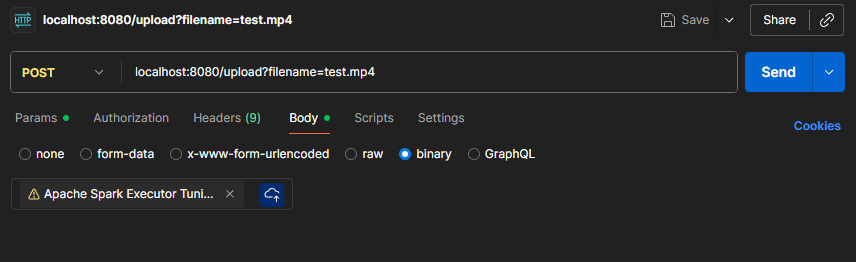 HTTP localhost:8080/upload?filename=test.mp4 Save Share
POST localhost:8080/upload?filename=test.mp4 Send
Params Authorization Headers (9) Body Scripts Settings Cookies
none form-data x-www-form-urlencoded raw binary GraphQL
Apache Spark Executor Tuni...